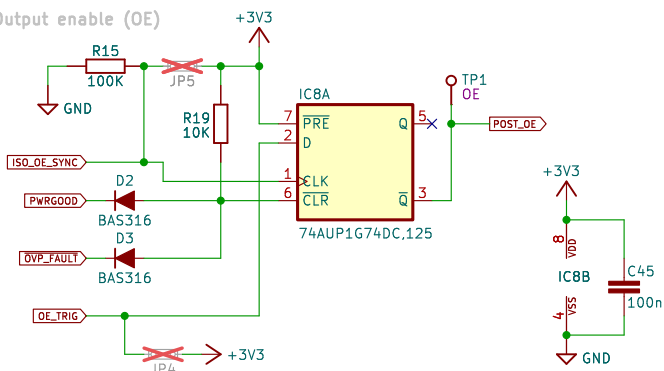 Output enable (OE)
+3V3
R15
100K
JP5
GND
R19
10K
IC8A
TP1
OE
7
PRE
Q
5
POST_OE
2
D
ISO_OE_SYNC
1
CLK
D2
PWRGOOD
BAS316
6
CLR
Q
3
74AUP1G74DC,125
D3
OVP_FAULT
BAS316
OE_TRIG
JP4
+3V3
+3V3
8
VDD
IC8B
C45
100n
4
VSS
GND